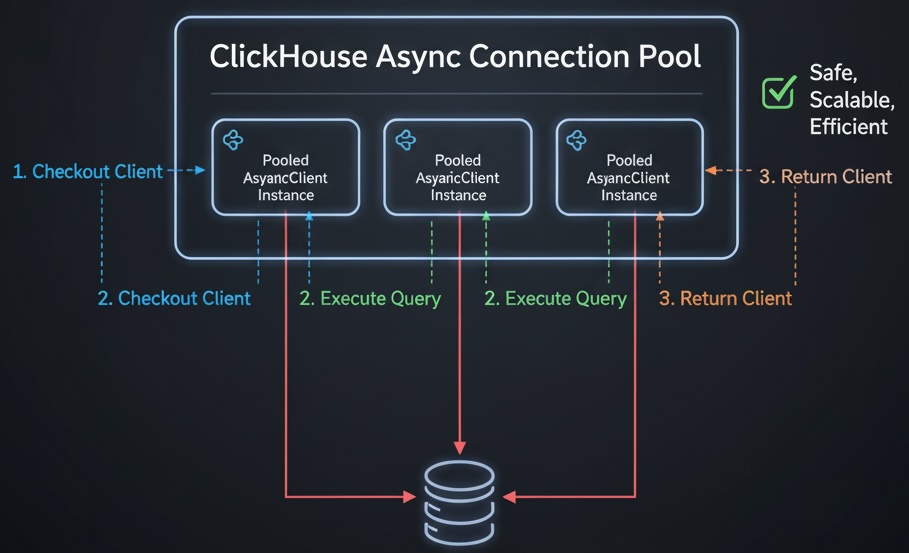 ClickHouse Async Connection Pool
Safe,
Scalable,
Efficient
1. Checkout Client
Pooled
AsyancClient
Instance
Pooled
AsyaricClient
Instance
Pooled
AsyancClient
Instance
3. Return Client
2. Checkout Client
2. Execute Query
2. Execute Query
3. Return Client